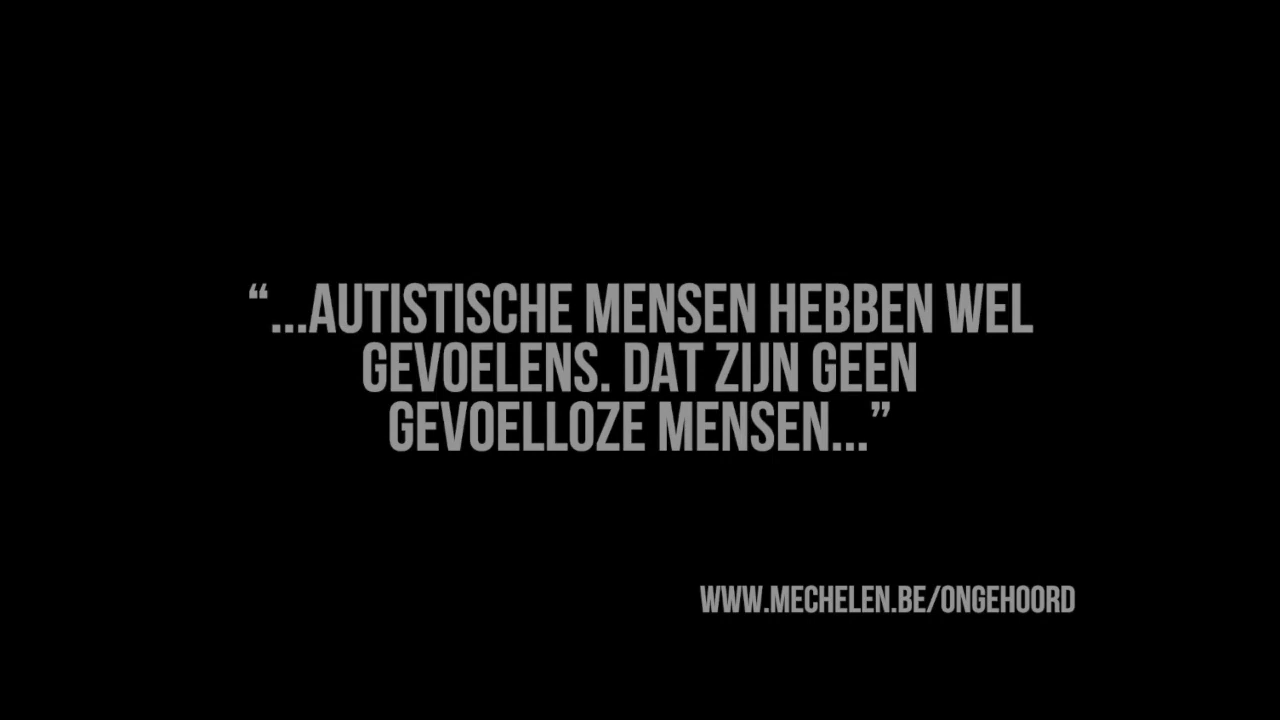 “...AUTISTISCHE MENSEN HEBBEN WEL
GEVOELENS. DAT ZIJN GEEN
GEVOELLOZE MENSEN...”
WWW.MECHELEN.BE/ONGEHOORD